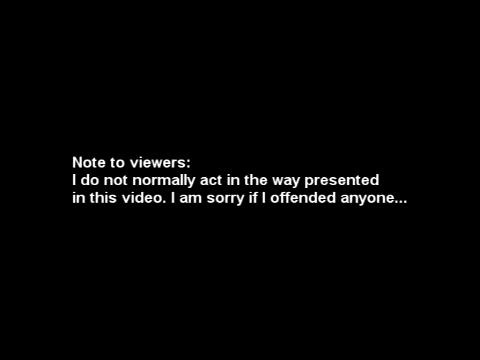 Note to viewers:
I do not normally act in the way presented
in this video. I am sorry if I offended anyone...